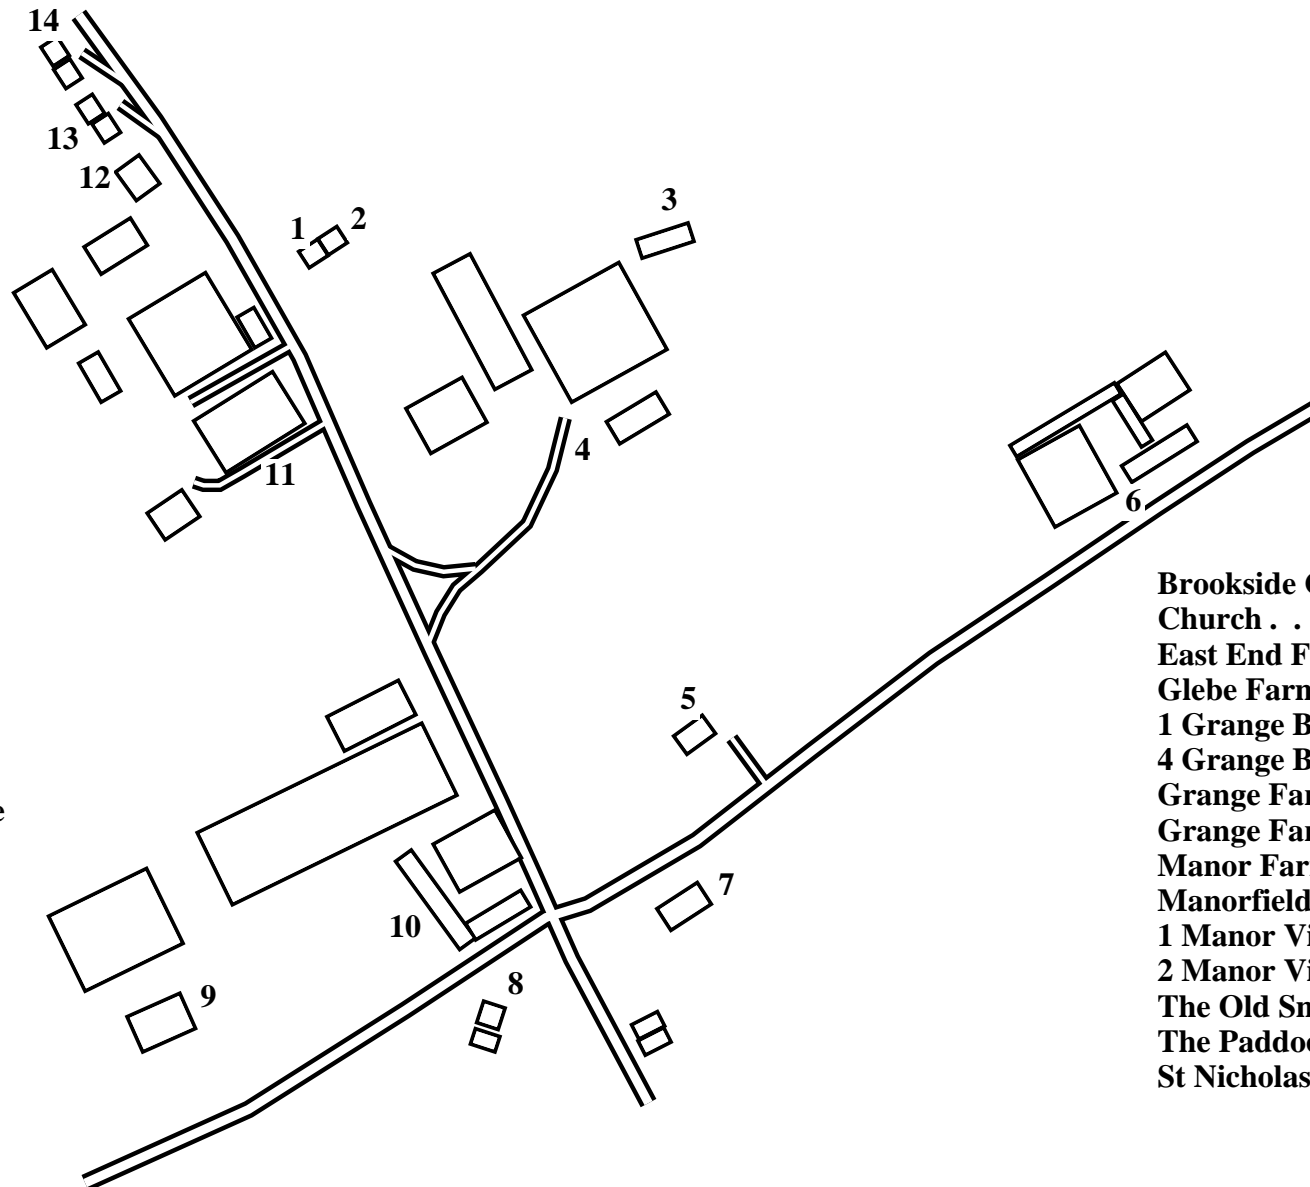 14
13
12
1
2
3
4
11
6
5
7
10
8
9
e
Brookside
Church . .
East End F
Glebe Farm
1 Grange B
4 Grange B
Grange Far
Grange Far
Manor Far
Manorfield
1 Manor Vi
2 Manor Vi
The Old Sm
The Paddoc
St Nicholas